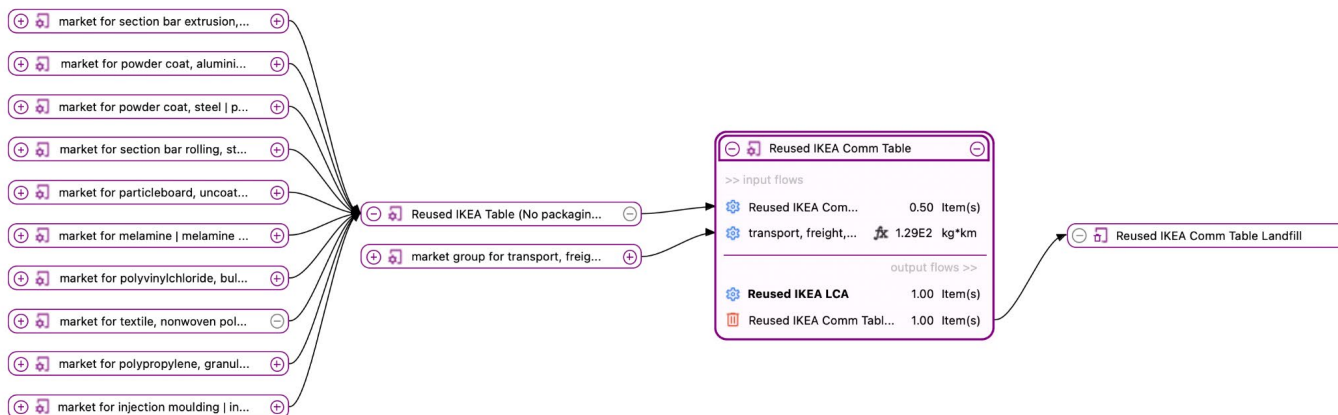 market for section bar extrusion,...
market for powder coat, alumini...
market for powder coat, steel | p...
market for section bar rolling, st...
market for particleboard, uncoat...
market for melamine | melamine ...
market for polyvinylchloride, bul...
market for textile, nonwoven pol...
market for polypropylene, granul...
market for injection moulding | in...
Reused IKEA Table (No packagin...
market group for transport, freig...
Reused IKEA Comm Table
>> input flows
Reused IKEA Com... 0.50 Item(s)
transport, freight,... fx 1.29E2 kg*km
output flows >>
Reused IKEA LCA 1.00 Item(s)
Reused IKEA Comm Tabl... 1.00 Item(s)
Reused IKEA Comm Table Landfill